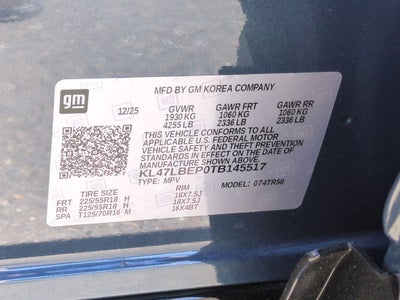 gm
MFD BY GM KOREA COMPANY
12/25 GVWR GAWR FRT GAWR RR
1930 KG 1060 KG 1060 KG
4255 LB 2336 LB 2336 LB
THIS VEHICLE CONFORMS TO ALL
APPLICABLE U.S. FEDERAL MOTOR
VEHICLE SAFETY AND THEFT PREVENTION
STANDARDS IN EFFECT ON THE DATE OF
MANUFACTURE SHOWN ABOVE.
KL47LBEP0TB145517
TYPE: MPV MODEL: 074TR58
TIRE SIZE RIM
FRT 225/55R18 H 18X7.5J
RR 225/55R18 H 18X7.5J
SPA T125/70R16 M 16X4BT